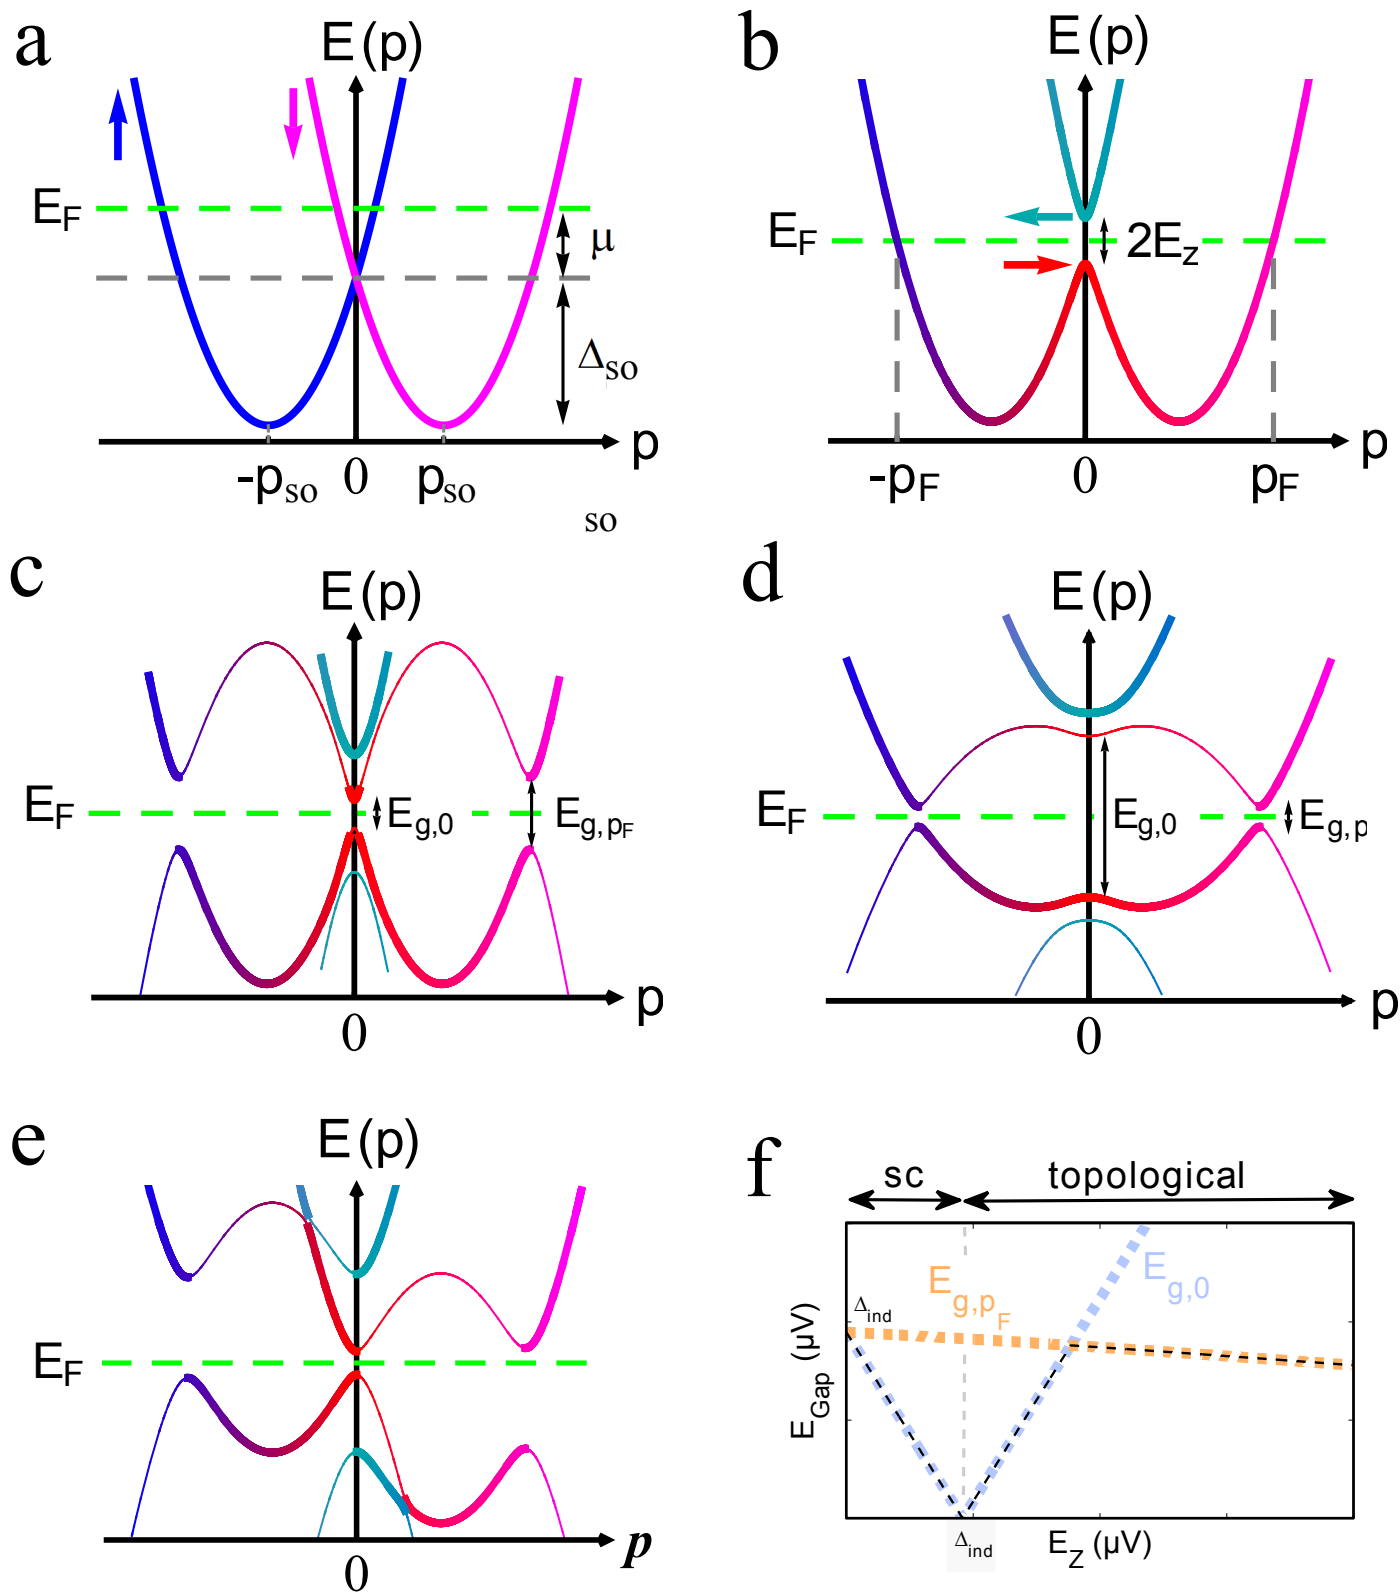 a
E(p)
E_F
μ
Δ_so
p
-p_so 0 p_so
so
b
E(p)
E_F
2E_z
p
-p_F 0 p_F
c
E(p)
E_F
E_g,0
E_g,p_F
p
0
d
E(p)
E_F
E_g,0
E_g,p
p
0
e
E(p)
E_F
p
0
f
sc topological
E_g,p_F
E_g,0
Δ_ind
E_Gap (μV)
Δ_ind
E_Z (μV)